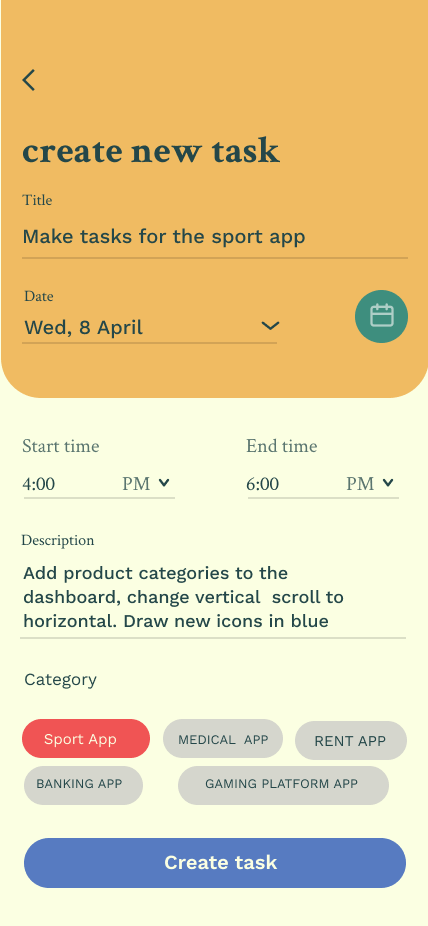 create new task
Title
Make tasks for the sport app
Date
Wed, 8 April
Start time End time
4:00 PM 6:00 PM
Description
Add product categories to the
dashboard, change vertical  scroll to
horizontal. Draw new icons in blue
Category
Sport App MEDICAL  APP RENT APP
BANKING APP GAMING PLATFORM APP
Create task